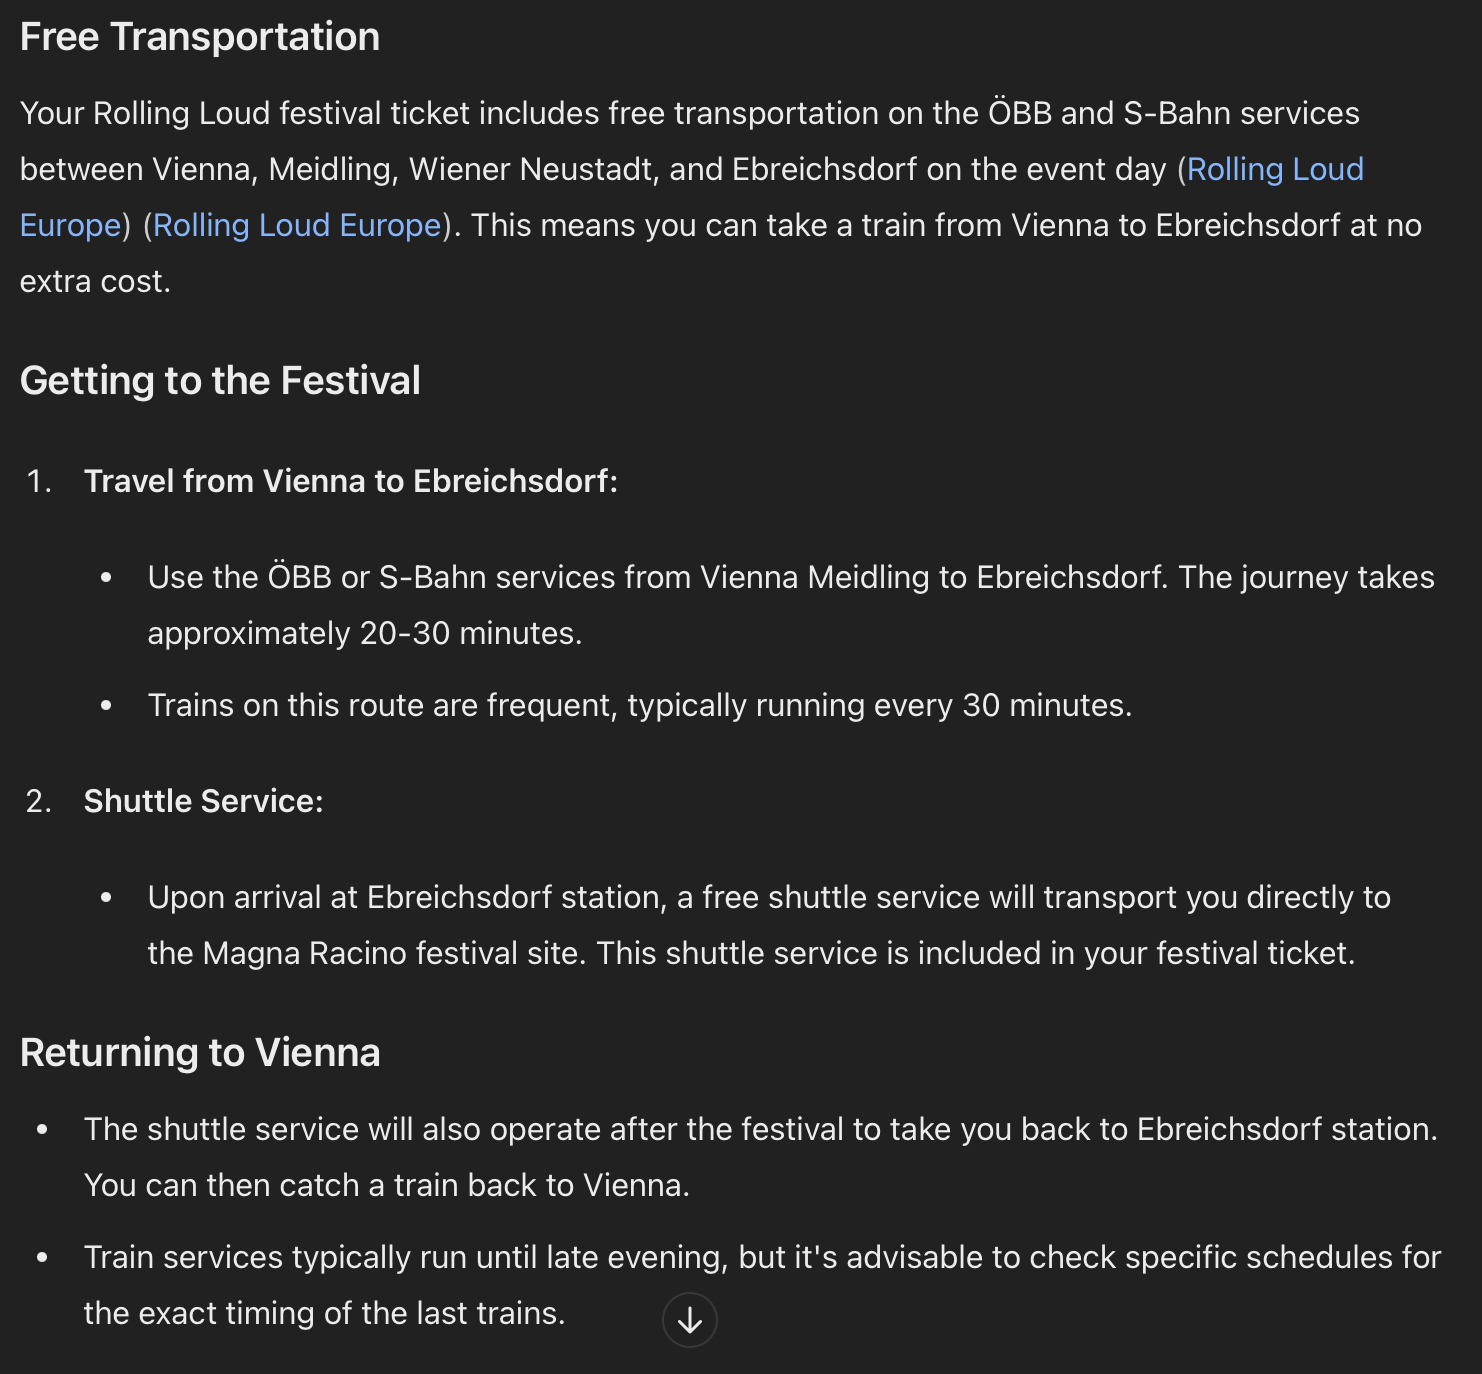 Free Transportation
Your Rolling Loud festival ticket includes free transportation on the ÖBB and S-Bahn services
between Vienna, Meidling, Wiener Neustadt, and Ebreichsdorf on the event day (Rolling Loud
Europe) (Rolling Loud Europe). This means you can take a train from Vienna to Ebreichsdorf at no
extra cost.
Getting to the Festival
1. Travel from Vienna to Ebreichsdorf:
• Use the ÖBB or S-Bahn services from Vienna Meidling to Ebreichsdorf. The journey takes
approximately 20-30 minutes.
• Trains on this route are frequent, typically running every 30 minutes.
2. Shuttle Service:
• Upon arrival at Ebreichsdorf station, a free shuttle service will transport you directly to
the Magna Racino festival site. This shuttle service is included in your festival ticket.
Returning to Vienna
• The shuttle service will also operate after the festival to take you back to Ebreichsdorf station.
You can then catch a train back to Vienna.
• Train services typically run until late evening, but it's advisable to check specific schedules for
the exact timing of the last trains.